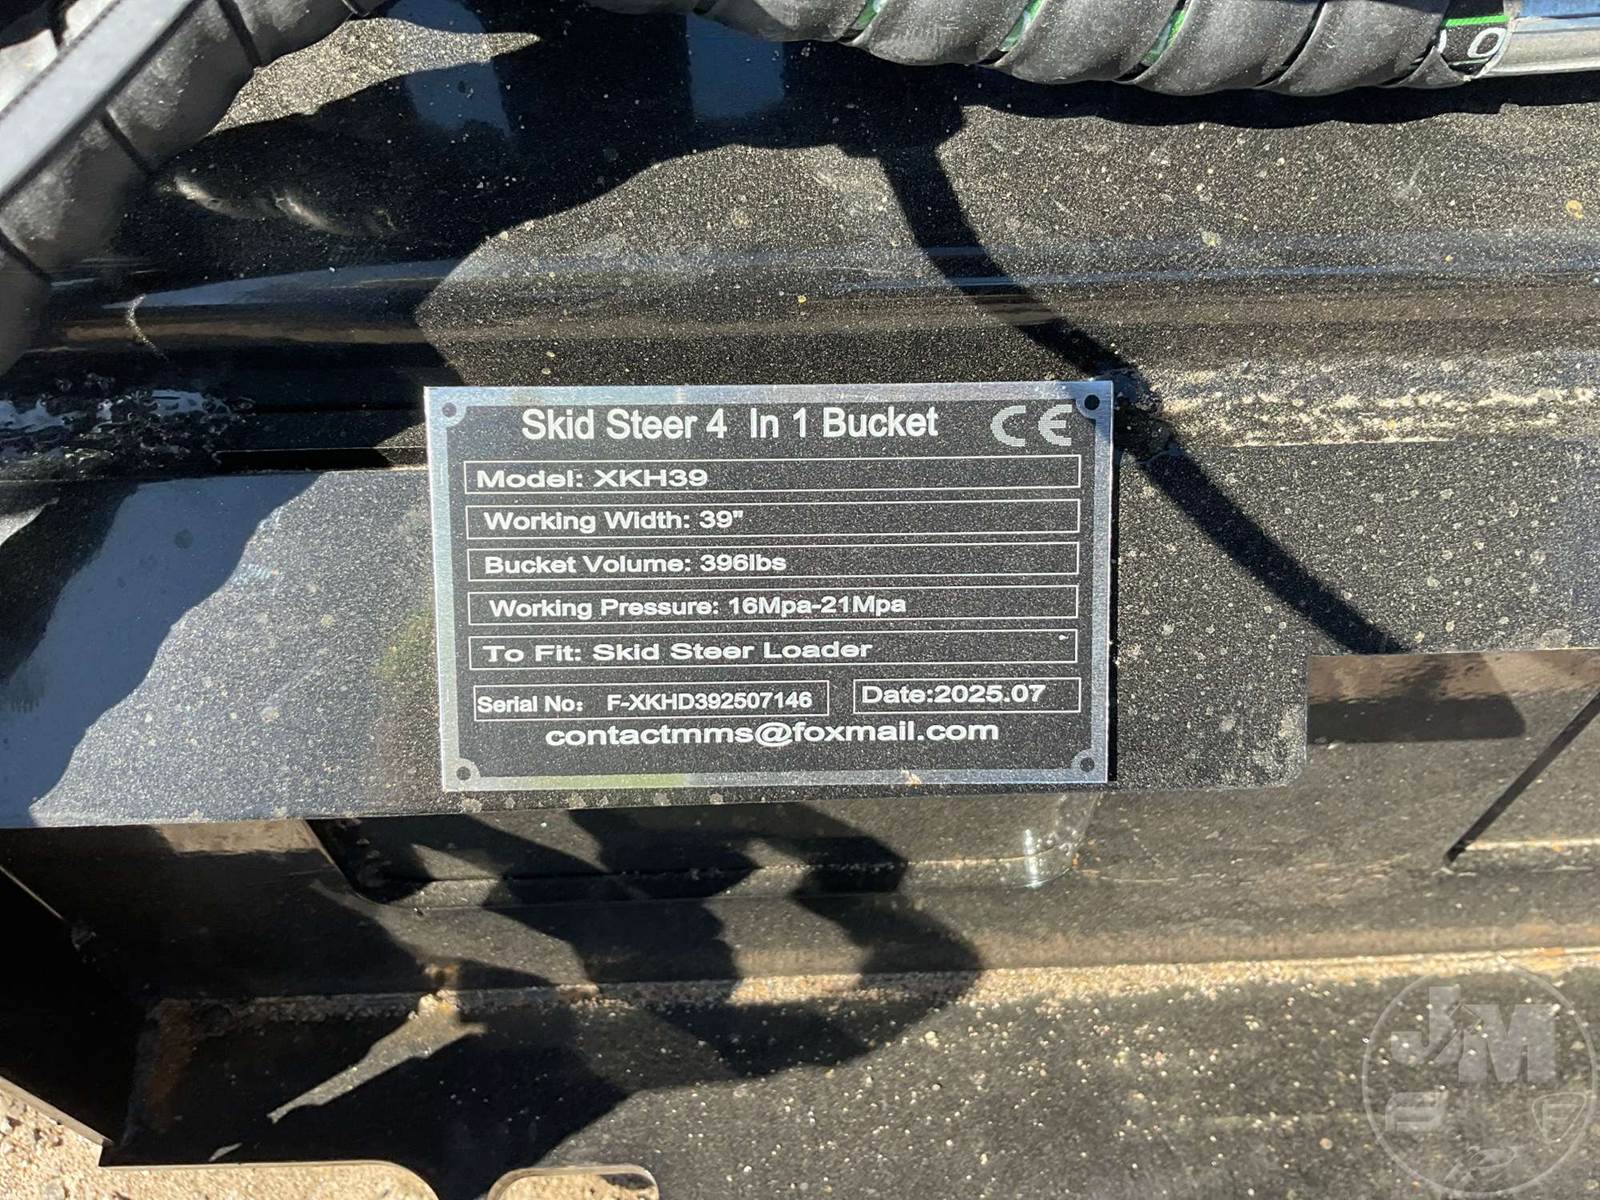 Skid Steer 4 In 1 Bucket CE
Model: XKH39
Working Width: 39"
Bucket Volume: 396lbs
Working Pressure: 16Mpa-21Mpa
To Fit: Skid Steer Loader
Serial No: F-XKHD392507146
Date:2025.07
contactmms@foxmail.com
JM